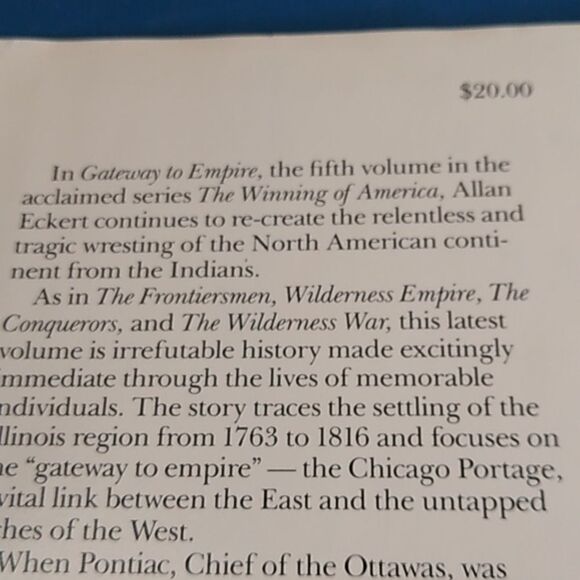 $20.00
In Gateway to Empire, the fifth volume in the
acclaimed series The Winning of America, Allan
Eckert continues to re-create the relentless and
tragic wresting of the North American conti-
nent from the Indians.
As in The Frontiersmen, Wilderness Empire, The
Conquerors, and The Wilderness War, this latest
volume is irrefutable history made excitingly
mmediate through the lives of memorable
ndividuals. The story traces the settling of the
llinois region from 1763 to 1816 and focuses on
he “gateway to empire” — the Chicago Portage,
vital link between the East and the untapped
ches of the West.
When Pontiac, Chief of the Ottawas, was